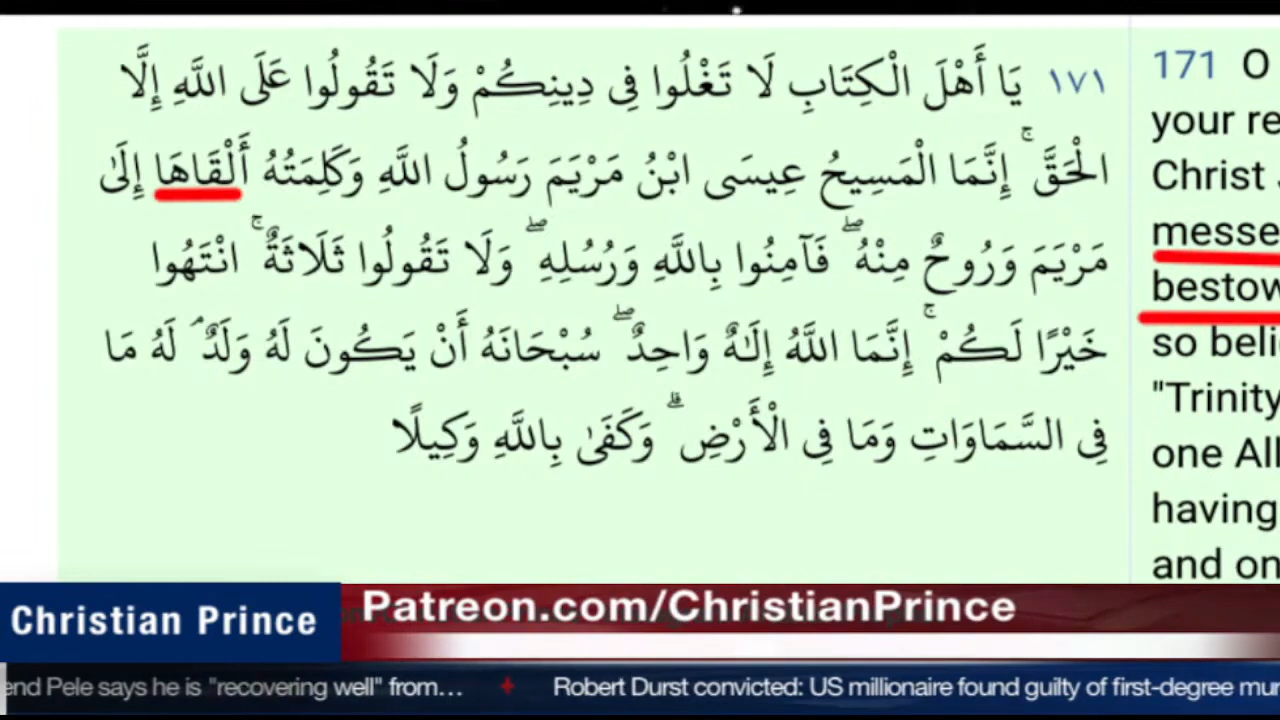 ١٧١ يَا أَهْلَ الْكِتَابِ لَا تَغْلُوا فِي دِينِكُمْ وَلَا تَقُولُوا عَلَى اللَّهِ إِلَّا
الْحَقَّ ۚ إِنَّمَا الْمَسِيحُ عِيسَى ابْنُ مَرْيَمَ رَسُولُ اللَّهِ وَكَلِمَتُهُ أَلْقَاهَا إِلَىٰ
مَرْيَمَ وَرُوحٌ مِنْهُ ۖ فَآمِنُوا بِاللَّهِ وَرُسُلِهِ ۖ وَلَا تَقُولُوا ثَلَاثَةٌ ۚ انْتَهُوا
خَيْرًا لَكُمْ ۚ إِنَّمَا اللَّهُ إِلَـٰهٌ وَاحِدٌ ۖ سُبْحَانَهُ أَنْ يَكُونَ لَهُ وَلَدٌ ۘ لَهُ مَا
فِي السَّمَاوَاتِ وَمَا فِي الْأَرْضِ ۗ وَكَفَىٰ بِاللَّهِ وَكِيلًا
171 O
your re
Christ
messe
bestow
so beli
"Trinity
one All
having
and on
Christian Prince
Patreon.com/ChristianPrince
end Pele says he is "recovering well" from... + Robert Durst convicted: US millionaire found guilty of first-degree mur